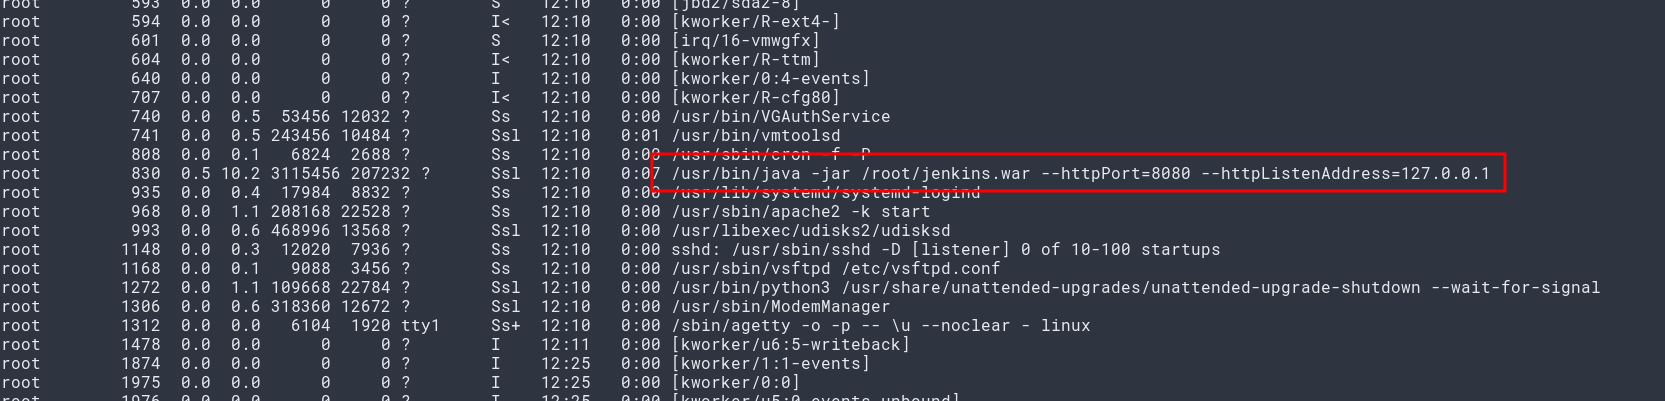 root 593 0.0 0.0 0 0 ? S 12:10 0:00 [jbd2/sda2-8]
root 594 0.0 0.0 0 0 ? I< 12:10 0:00 [kworker/R-ext4-]
root 601 0.0 0.0 0 0 ? S 12:10 0:00 [irq/16-vmwgfx]
root 604 0.0 0.0 0 0 ? I< 12:10 0:00 [kworker/R-ttm]
root 640 0.0 0.0 0 0 ? I 12:10 0:00 [kworker/0:4-events]
root 707 0.0 0.0 0 0 ? I< 12:10 0:00 [kworker/R-cfg80]
root 740 0.0 0.5 53456 12032 ? Ss 12:10 0:00 /usr/bin/VGAuthService
root 741 0.0 0.5 243456 10484 ? Ssl 12:10 0:01 /usr/bin/vmtoolsd
root 808 0.0 0.1 6824 2688 ? Ss 12:10 0:00 /usr/sbin/cron -f -P
root 830 0.5 10.2 3115456 207232 ? Ssl 12:10 0:07 /usr/bin/java -jar /root/jenkins.war --httpPort=8080 --httpListenAddress=127.0.0.1
root 935 0.0 0.4 17984 8832 ? Ss 12:10 0:00 /usr/lib/systemd/systemd-logind
root 968 0.0 1.1 208168 22528 ? Ss 12:10 0:00 /usr/sbin/apache2 -k start
root 993 0.0 0.6 468996 13568 ? Ssl 12:10 0:00 /usr/libexec/udisks2/udisksd
root 1148 0.0 0.3 12020 7936 ? Ss 12:10 0:00 sshd: /usr/sbin/sshd -D [listener] 0 of 10-100 startups
root 1168 0.0 0.1 9088 3456 ? Ss 12:10 0:00 /usr/sbin/vsftpd /etc/vsftpd.conf
root 1272 0.0 1.1 109668 22784 ? Ssl 12:10 0:00 /usr/bin/python3 /usr/share/unattended-upgrades/unattended-upgrade-shutdown --wait-for-signal
root 1306 0.0 0.6 318360 12672 ? Ssl 12:10 0:00 /usr/sbin/ModemManager
root 1312 0.0 0.0 6104 1920 tty1 Ss+ 12:10 0:00 /sbin/agetty -o -p -- \u --noclear - linux
root 1478 0.0 0.0 0 0 ? I 12:11 0:00 [kworker/u6:5-writeback]
root 1874 0.0 0.0 0 0 ? I 12:25 0:00 [kworker/1:1-events]
root 1975 0.0 0.0 0 0 ? I 12:25 0:00 [kworker/0:0]
root 1976 0.0 0.0 0 0 ? I 12:25 0:00 [kworker/u5:0-events_unbound]